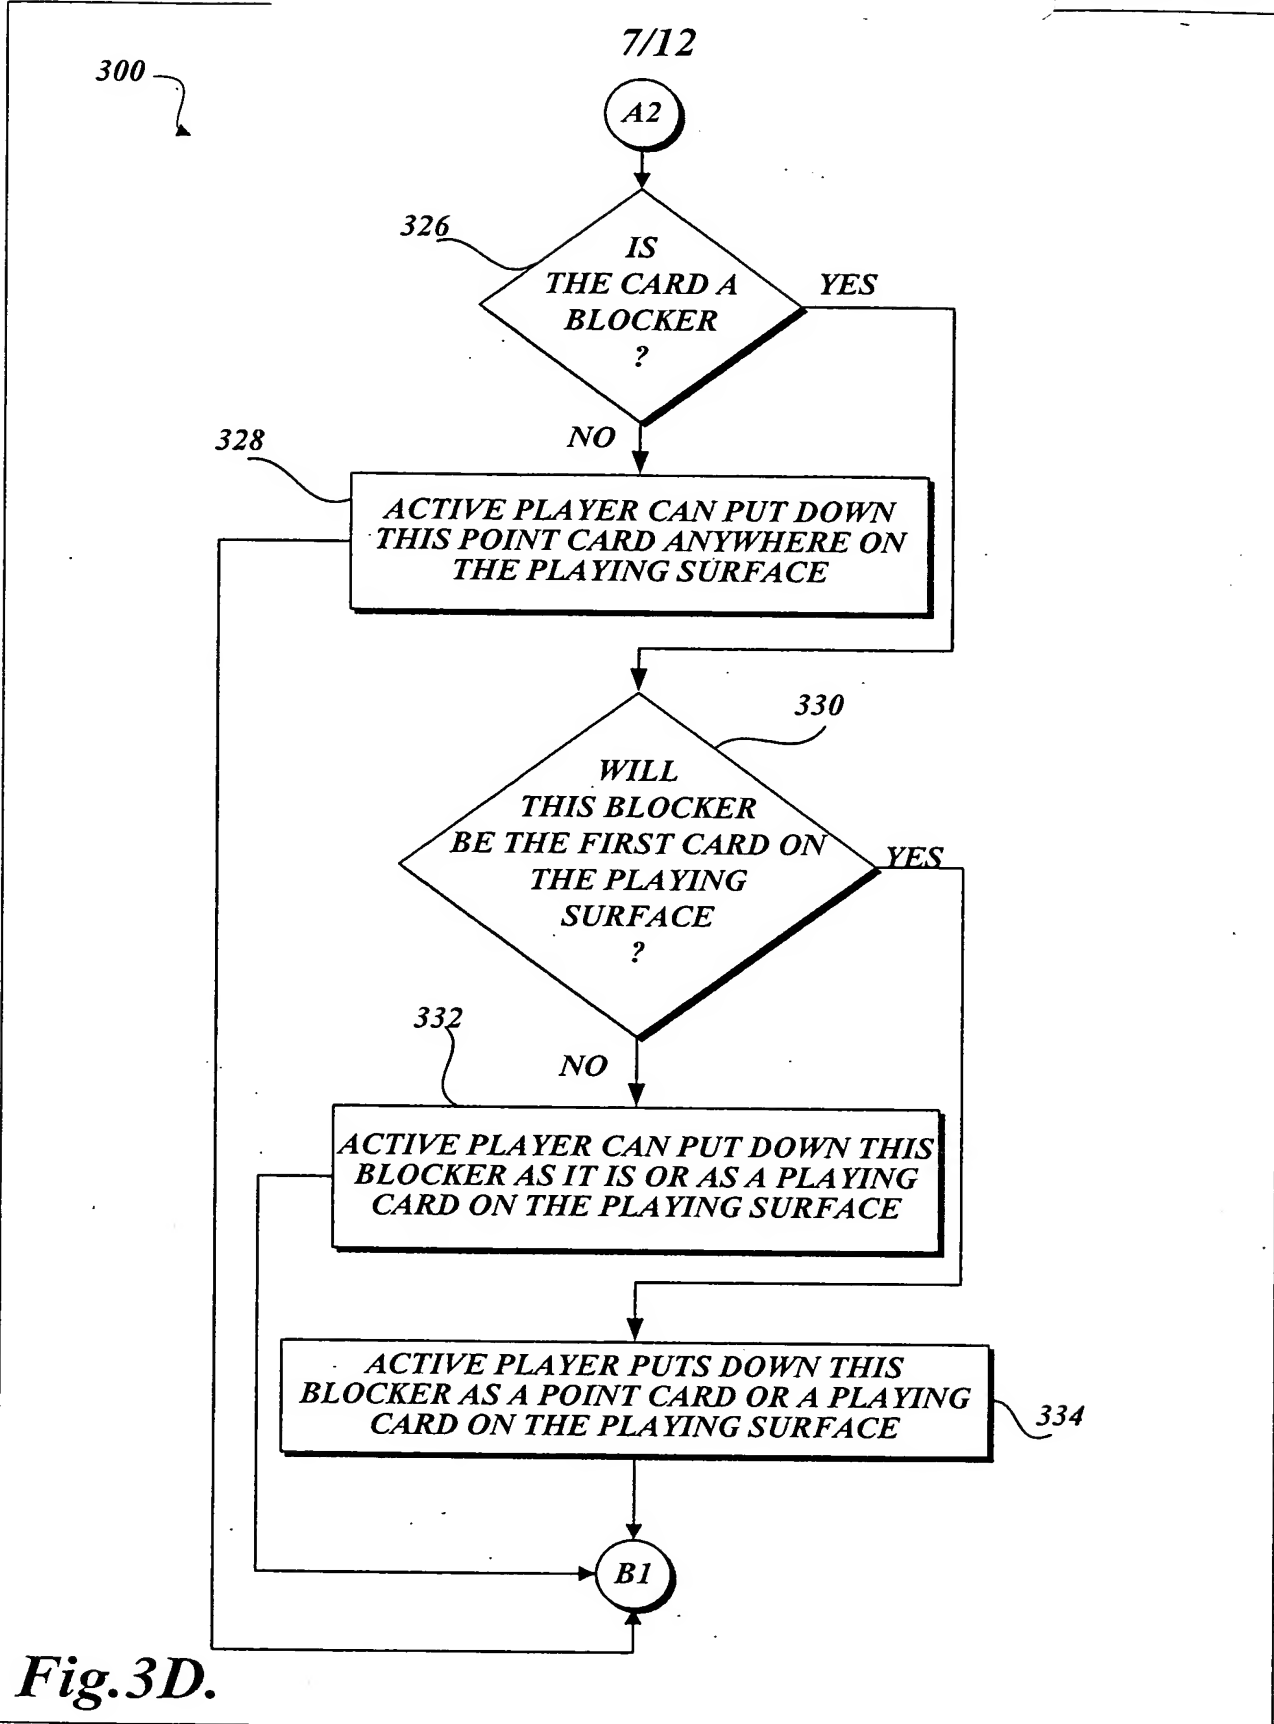 7/12
300
A2
326
IS
THE CARD A
BLOCKER
?
YES
NO
328
ACTIVE PLAYER CAN PUT DOWN
THIS POINT CARD ANYWHERE ON
THE PLAYING SURFACE
330
WILL
THIS BLOCKER
BE THE FIRST CARD ON
THE PLAYING
SURFACE
?
YES
332
NO
ACTIVE PLAYER CAN PUT DOWN THIS
BLOCKER AS IT IS OR AS A PLAYING
CARD ON THE PLAYING SURFACE
ACTIVE PLAYER PUTS DOWN THIS
BLOCKER AS A POINT CARD OR A PLAYING
CARD ON THE PLAYING SURFACE
334
B1
Fig.3D.